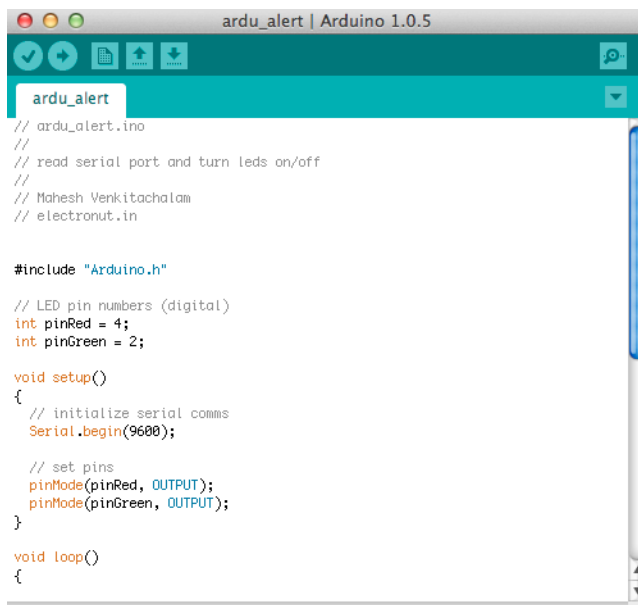 ardu_alert | Arduino 1.0.5
ardu_alert
// ardu_alert.ino
//
// read serial port and turn leds on/off
//
// Mahesh Venkitachalam
// electronut.in
#include "Arduino.h"
// LED pin numbers (digital)
int pinRed = 4;
int pinGreen = 2;
void setup()
{
  // initialize serial comms
  Serial.begin(9600);
  // set pins
  pinMode(pinRed, OUTPUT);
  pinMode(pinGreen, OUTPUT);
}
void loop()
{